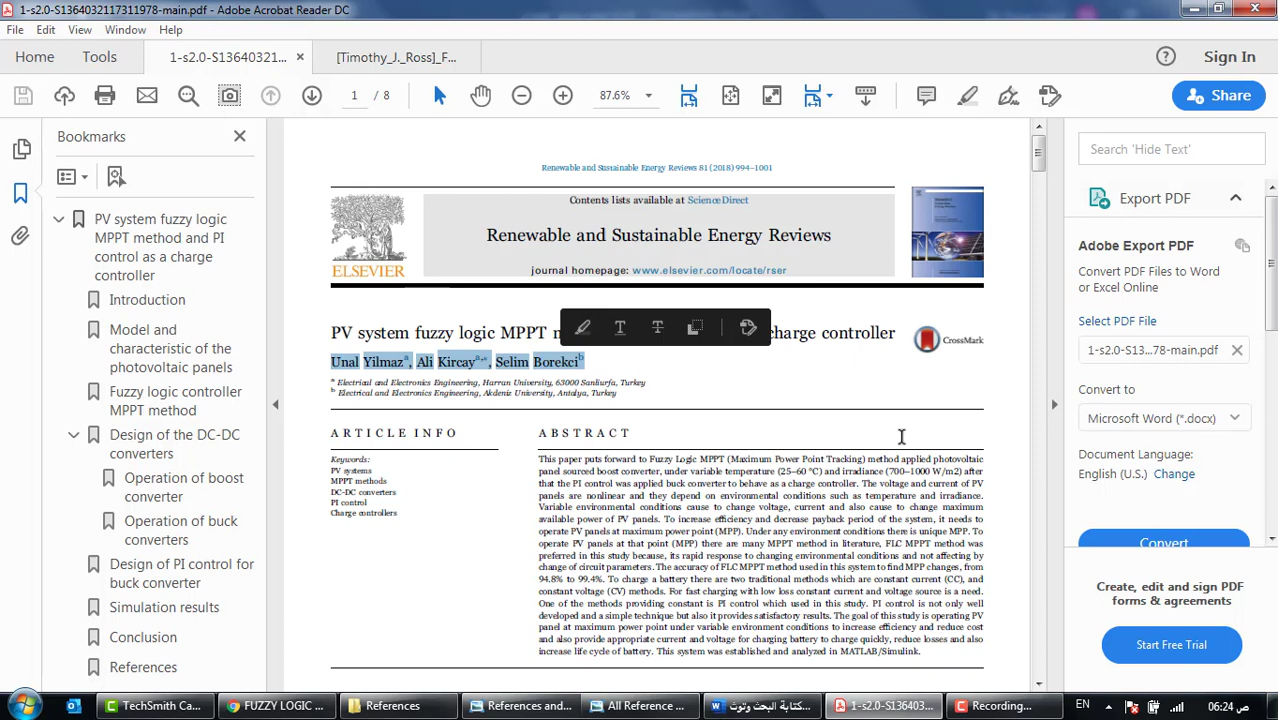 1-s2.0-S1364032117311978-main.pdf - Adobe Acrobat Reader DC
File Edit View Window Help
Home Tools 1-s2.0-S13640321... × [Timothy_J._Ross]_F... Sign In
1 / 8 87.6% Share
Bookmarks
PV system fuzzy logic
MPPT method and PI
control as a charge
controller
Introduction
Model and
characteristic of the
photovoltaic panels
Fuzzy logic controller
MPPT method
Design of the DC-DC
converters
Operation of boost
converter
Operation of buck
converters
Design of PI control for
buck converter
Simulation results
Conclusion
References
Renewable and Sustainable Energy Reviews 81 (2018) 994–1001
Contents lists available at ScienceDirect
Renewable and Sustainable Energy Reviews
journal homepage: www.elsevier.com/locate/rser
ELSEVIER
PV system fuzzy logic MPPT m charge controller
CrossMark
Unal Yilmazᵃ, Ali Kircayᵃ,*, Selim Borekciᵇ
ᵃ Electrical and Electronics Engineering, Harran University, 63000 Sanliurfa, Turkey
ᵇ Electrical and Electronics Engineering, Akdeniz University, Antalya, Turkey
ARTICLE INFO
Keywords:
PV systems
MPPT methods
DC-DC converters
PI control
Charge controllers
ABSTRACT
This paper puts forward to Fuzzy Logic MPPT (Maximum Power Point Tracking) method applied photovoltaic
panel sourced boost converter, under variable temperature (25–60 °C) and irradiance (700–1000 W/m2) after
that the PI control was applied buck converter to behave as a charge controller. The voltage and current of PV
panels are nonlinear and they depend on environmental conditions such as temperature and irradiance.
Variable environmental conditions cause to change voltage, current and also cause to change maximum
available power of PV panels. To increase efficiency and decrease payback period of the system, it needs to
operate PV panels at maximum power point (MPP). Under any environment conditions there is unique MPP. To
operate PV panels at that point (MPP) there are many MPPT method in literature, FLC MPPT method was
preferred in this study because, its rapid response to changing environmental conditions and not affecting by
change of circuit parameters. The accuracy of FLC MPPT method used in this system to find MPP changes, from
94.8% to 99.4%. To charge a battery there are two traditional methods which are constant current (CC), and
constant voltage (CV) methods. For fast charging with low loss constant current and voltage source is a need.
One of the methods providing constant is PI control which used in this study. PI control is not only well
developed and a simple technique but also it provides satisfactory results. The goal of this study is operating PV
panel at maximum power point under variable environment conditions to increase efficiency and reduce cost
and also provide appropriate current and voltage for charging battery to charge quickly, reduce losses and also
increase life cycle of battery. This system was established and analyzed in MATLAB/Simulink.
Search 'Hide Text'
Export PDF
Adobe Export PDF
Convert PDF Files to Word
or Excel Online
Select PDF File
1-s2.0-S13...78-main.pdf
Convert to
Microsoft Word (*.docx)
Document Language:
English (U.S.) Change
Convert
Create, edit and sign PDF
forms & agreements
Start Free Trial
TechSmith Ca... FUZZY LOGIC ... References References and ... All Reference ... كتابة البحث وتوث... 1-s2.0-S136403... Recording... EN 06:24 ص